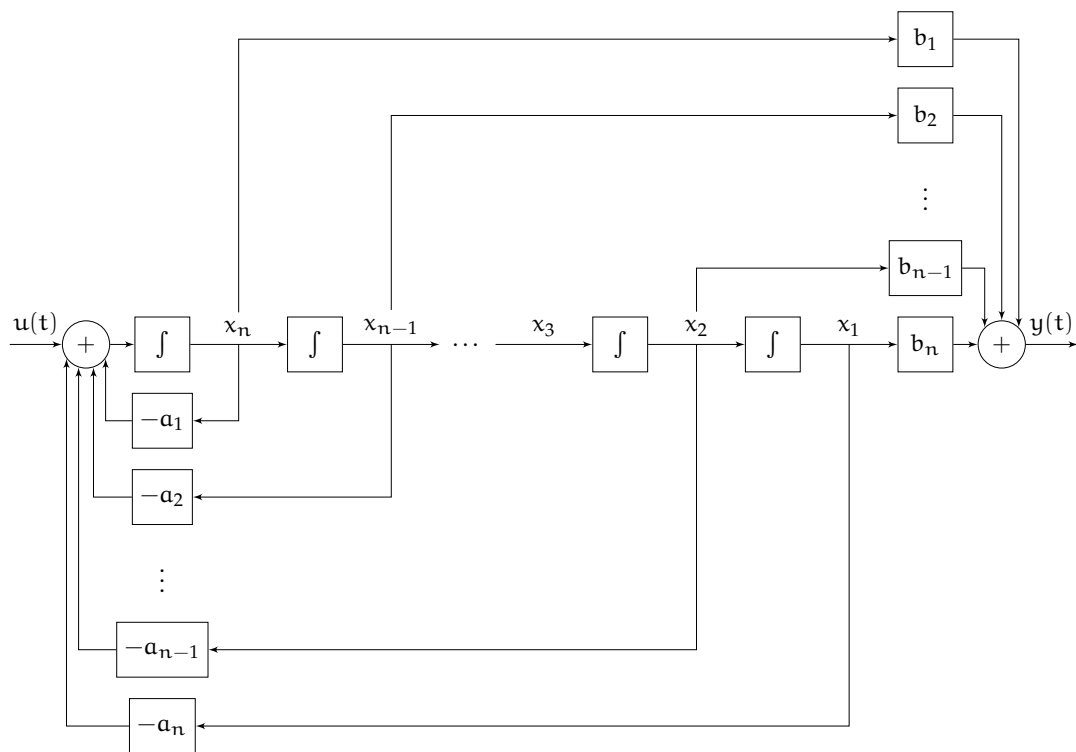 b₁
b₂
⋮
bₙ₋₁
u(t) + ∫ xₙ ∫ xₙ₋₁ ⋯ x₃ ∫ x₂ ∫ x₁ bₙ + y(t)
−a₁
−a₂
⋮
−aₙ₋₁
−aₙ